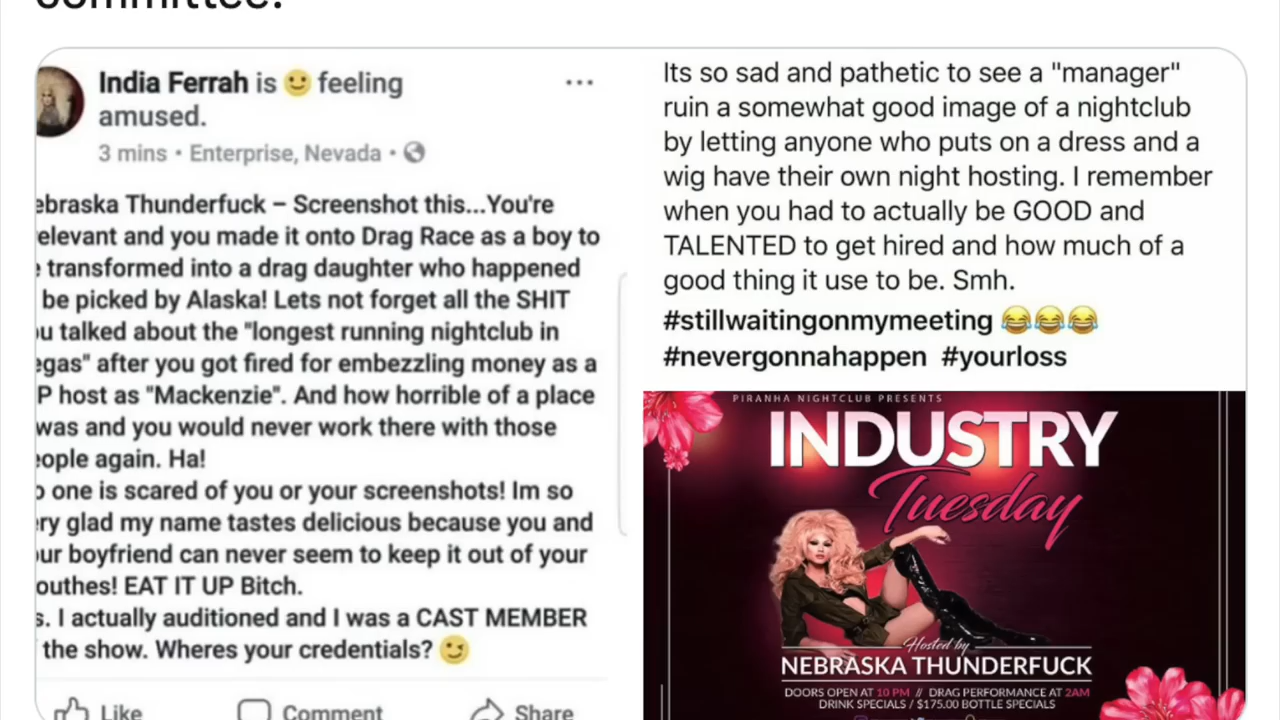 committee.
India Ferrah is 🙂 feeling
amused.
3 mins • Enterprise, Nevada •
ebraska Thunderfuck – Screenshot this...You're
elevant and you made it onto Drag Race as a boy to
e transformed into a drag daughter who happened
be picked by Alaska! Lets not forget all the SHIT
ou talked about the "longest running nightclub in
egas" after you got fired for embezzling money as a
P host as "Mackenzie". And how horrible of a place
was and you would never work there with those
eople again. Ha!
o one is scared of you or your screenshots! Im so
ery glad my name tastes delicious because you and
our boyfriend can never seem to keep it out of your
outhes! EAT IT UP Bitch.
s. I actually auditioned and I was a CAST MEMBER
the show. Wheres your credentials? 😉
Like Comment Share
Its so sad and pathetic to see a "manager"
ruin a somewhat good image of a nightclub
by letting anyone who puts on a dress and a
wig have their own night hosting. I remember
when you had to actually be GOOD and
TALENTED to get hired and how much of a
good thing it use to be. Smh.
#stillwaitingonmymeeting 😂😂😂
#nevergonnahappen #yourloss
PIRANHA NIGHTCLUB PRESENTS
INDUSTRY
Tuesday
Hosted by
NEBRASKA THUNDERFUCK
DOORS OPEN AT 10 PM // DRAG PERFORMANCE AT 2AM
DRINK SPECIALS / $175.00 BOTTLE SPECIALS